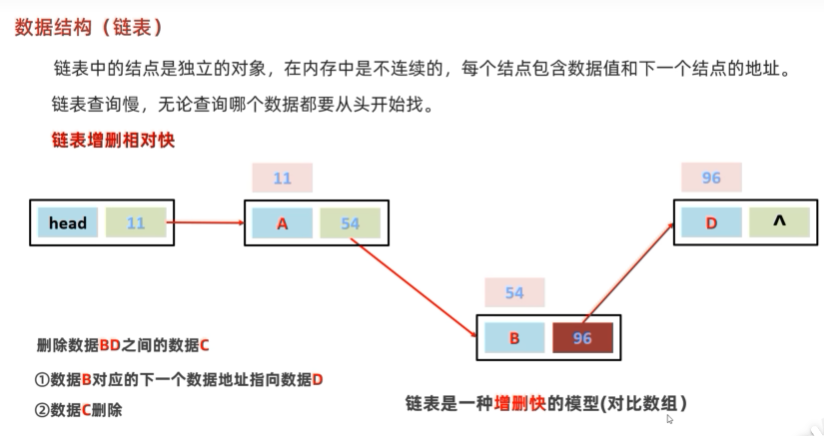 数据结构（链表）
链表中的结点是独立的对象，在内存中是不连续的，每个结点包含数据值和下一个结点的地址。
链表查询慢，无论查询哪个数据都要从头开始找。
链表增删相对快
11
96
head 11
A 54
D ^
54
B 96
删除数据BD之间的数据C
①数据B对应的下一个数据地址指向数据D
②数据C删除
链表是一种增删快的模型(对比数组)